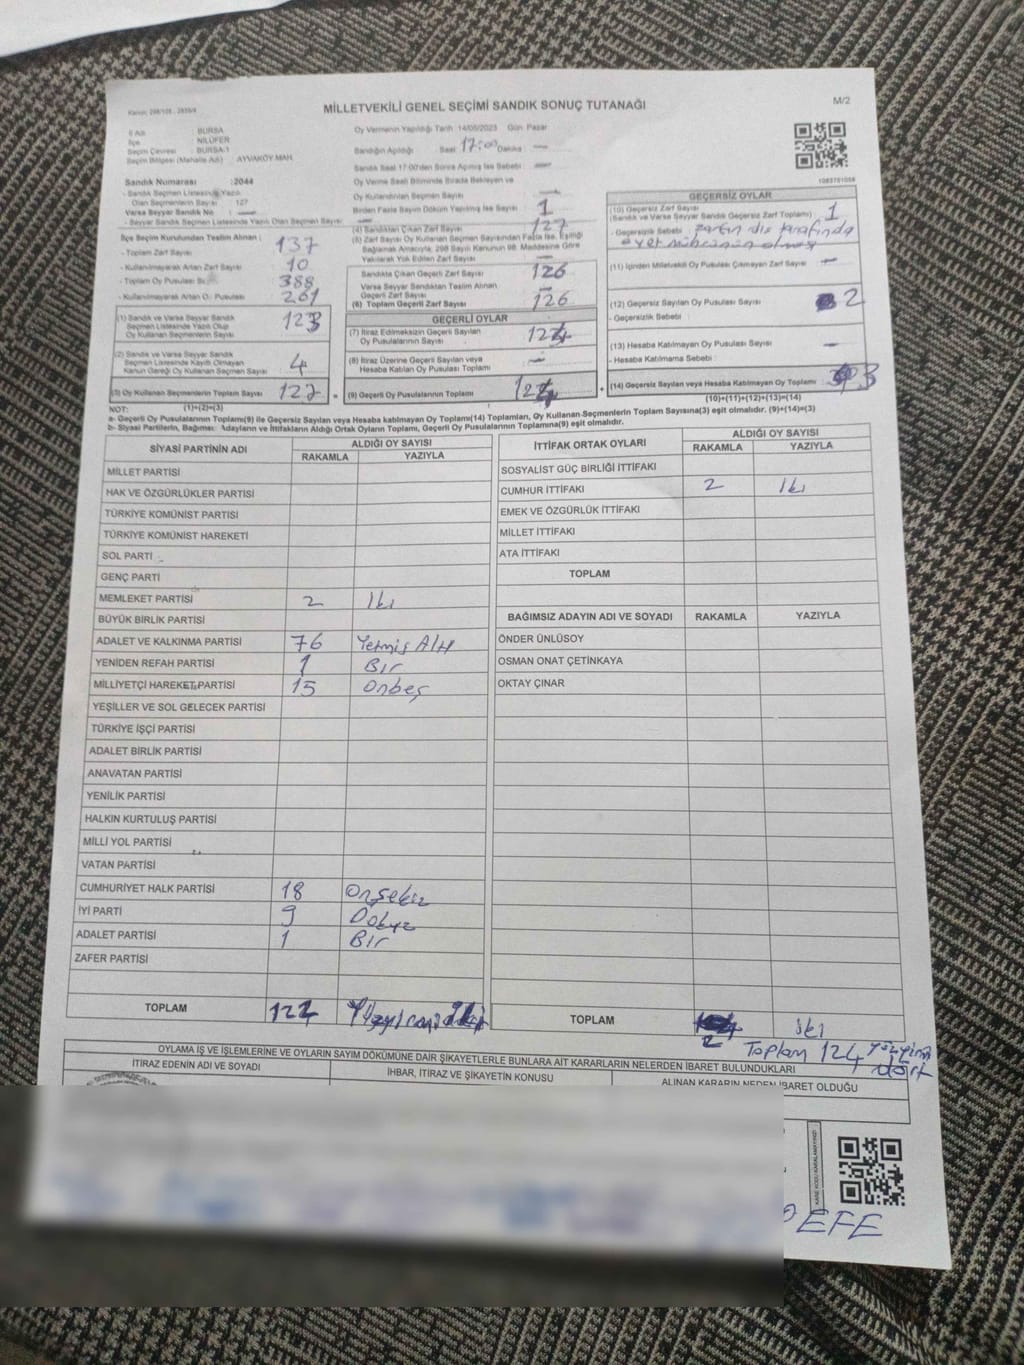 Kanun: 298/105 - 2839/4
MİLLETVEKİLİ GENEL SEÇİMİ SANDIK SONUÇ TUTANAĞI
M/2
İl Adı : BURSA
İlçe : NİLÜFER
Seçim Çevresi : BURSA-1
Seçim Bölgesi (Mahalle Adı) : AYVAKÖY MAH.
Sandık Numarası :2044
- Sandık Seçmen Listesinde Yazılı
Olan Seçmenlerin Sayısı : 127
Varsa Seyyar Sandık No : —
- Seyyar Sandık Seçmen Listesinde Yazılı Olan Seçmen Sayısı : —
Oy Vermenin Yapıldığı Tarih 14/05/2023 Gün Pazar
Sandığın Açıldığı : Saat 17:00 Dakika —
Sandık Saat 17:00'den Sonra Açılmış İse Sebebi : —
Oy Verme Saati Bitiminde Sırada Bekleyen ve
Oy Kullandırılan Seçmen Sayısı : —
Birden Fazla Sayım Döküm Yapılmış İse Sayısı : 1
(4) Sandıktan Çıkan Zarf Sayısı : 127
(5) Zarf Sayısı Oy Kullanan Seçmen Sayısından Fazla İse, Eşitliği
Bağlamak Amacıyla, 298 Sayılı Kanunun 98. Maddesine Göre
Yakılarak Yok Edilen Zarf Sayısı : —
Sandıkta Çıkan Geçerli Zarf Sayısı 126
Varsa Seyyar Sandıktan Teslim Alınan
Geçerli Zarf Sayısı —
(6) Toplam Geçerli Zarf Sayısı 126
1083781058
GEÇERSİZ OYLAR
(10) Geçersiz Zarf Sayısı
(Sandık ve Varsa Seyyar Sandık Geçersiz Zarf Toplamı) : 1
- Geçersizlik Sebebi : zarfın dış tarafında
evet mührünün olması
(11) İçinden Milletvekili Oy Pusulası Çıkmayan Zarf Sayısı : —
(12) Geçersiz Sayılan Oy Pusulası Sayısı : 2
- Geçersizlik Sebebi :
(13) Hesaba Katılmayan Oy Pusulası Sayısı : —
- Hesaba Katılmama Sebebi :
(14) Geçersiz Sayılan veya Hesaba Katılmayan Oy Toplamı : 3
(10)+(11)+(12)+(13)=(14)
İlçe Seçim Kurulundan Teslim Alınan :
- Toplam Zarf Sayısı : 137
- Kullanılmayarak Artan Zarf Sayısı : 10
- Toplam Oy Pusulası : 388
- Kullanılmayarak Artan Oy Pusulası : 261
(1) Sandık ve Varsa Seyyar Sandık
Seçmen Listesinde Yazılı Olup
Oy Kullanan Seçmenlerin Sayısı : 123
(2) Sandık ve Varsa Seyyar Sandık
Seçmen Listesinde Kayıtlı Olmayan
Kanun Gereği Oy Kullanan Seçmen Sayısı : 4
(3) Oy Kullanan Seçmenlerin Toplam Sayısı : 127
(1)+(2)=(3)
GEÇERLİ OYLAR
(7) İtiraz Edilmeksizin Geçerli Sayılan
Oy Pusulalarının Sayısı : 124
(8) İtiraz Üzerine Geçerli Sayılan veya
Hesaba Katılan Oy Pusulası Toplamı : —
(9) Geçerli Oy Pusulalarının Toplamı : 124
NOT:
a- Geçerli Oy Pusulalarının Toplamı(9) ile Geçersiz Sayılan veya Hesaba katılmayan Oy Toplamı(14) Toplamları, Oy Kullanan Seçmenlerin Toplam Sayısına(3) eşit olmalıdır. (9)+(14)=(3)
b- Siyasi Partilerin, Bağımsız Adayların ve İttifakların Aldığı Ortak Oyların Toplamı, Geçerli Oy Pusulalarının Toplamına(9) eşit olmalıdır.
SİYASİ PARTİNİN ADI ALDIĞI OY SAYISI
RAKAMLA YAZIYLA
MİLLET PARTİSİ
HAK VE ÖZGÜRLÜKLER PARTİSİ
TÜRKİYE KOMÜNİST PARTİSİ
TÜRKİYE KOMÜNİST HAREKETİ
SOL PARTİ
GENÇ PARTİ
MEMLEKET PARTİSİ 2 İki
BÜYÜK BİRLİK PARTİSİ
ADALET VE KALKINMA PARTİSİ 76 Yetmiş Altı
YENİDEN REFAH PARTİSİ 1 Bir
MİLLİYETÇİ HAREKET PARTİSİ 15 Onbeş
YEŞİLLER VE SOL GELECEK PARTİSİ
TÜRKİYE İŞÇİ PARTİSİ
ADALET BİRLİK PARTİSİ
ANAVATAN PARTİSİ
YENİLİK PARTİSİ
HALKIN KURTULUŞ PARTİSİ
MİLLİ YOL PARTİSİ
VATAN PARTİSİ
CUMHURİYET HALK PARTİSİ 18 Onsekiz
İYİ PARTİ 9 Dokuz
ADALET PARTİSİ 1 Bir
ZAFER PARTİSİ
TOPLAM 122
İTTİFAK ORTAK OYLARI ALDIĞI OY SAYISI
RAKAMLA YAZIYLA
SOSYALİST GÜÇ BİRLİĞİ İTTİFAKI
CUMHUR İTTİFAKI 2 İki
EMEK VE ÖZGÜRLÜK İTTİFAKI
MİLLET İTTİFAKI
ATA İTTİFAKI
TOPLAM
BAĞIMSIZ ADAYIN ADI VE SOYADI RAKAMLA YAZIYLA
ÖNDER ÜNLÜSOY
OSMAN ONAT ÇETİNKAYA
OKTAY ÇINAR
TOPLAM 2 iki
Toplam 124 yüzyirmi
dört
OYLAMA İŞ VE İŞLEMLERİNE VE OYLARIN SAYIM DÖKÜMÜNE DAİR ŞİKAYETLERLE BUNLARA AİT KARARLARIN NELERDEN İBARET BULUNDUKLARI
İTİRAZ EDENİN ADI VE SOYADI İHBAR, İTİRAZ VE ŞİKAYETİN KONUSU ALINAN KARARIN NEDEN İBARET OLDUĞU
EFE